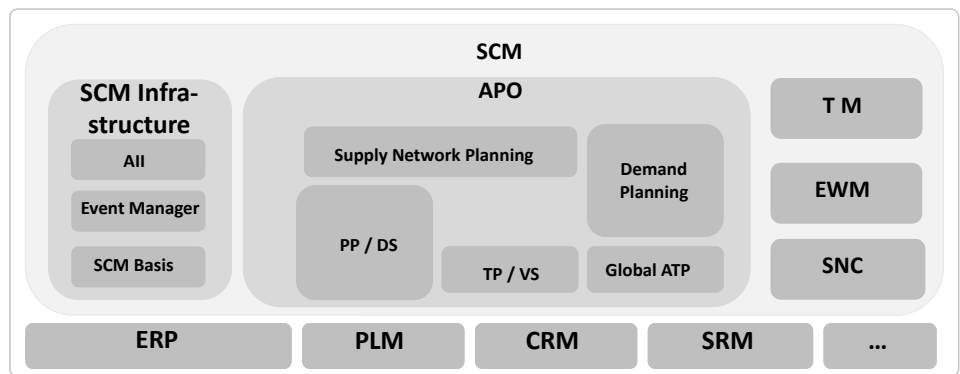 SCM
SCM Infra-
structure
AII
Event Manager
SCM Basis
APO
Supply Network Planning
Demand
Planning
PP / DS
TP / VS
Global ATP
T M
EWM
SNC
ERP
PLM
CRM
SRM
...